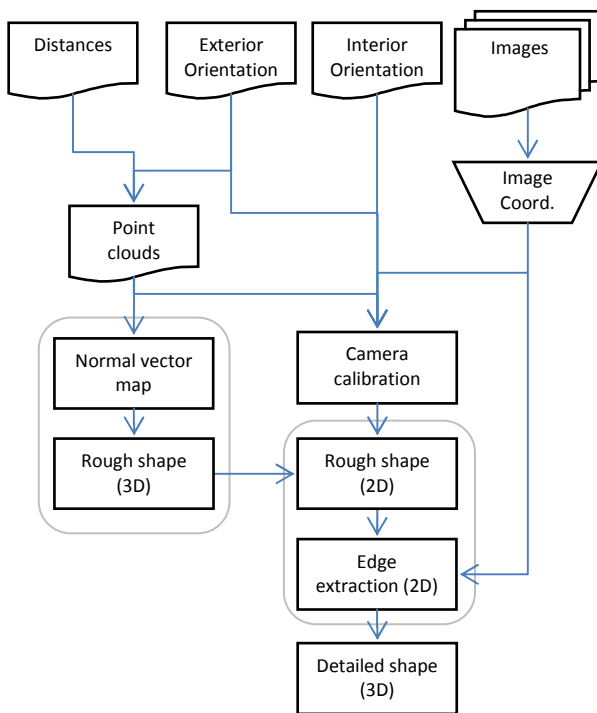 Distances
Exterior
Orientation
Interior
Orientation
Images
Image
Coord.
Point
clouds
Normal vector
map
Camera
calibration
Rough shape
(3D)
Rough shape
(2D)
Edge
extraction (2D)
Detailed shape
(3D)